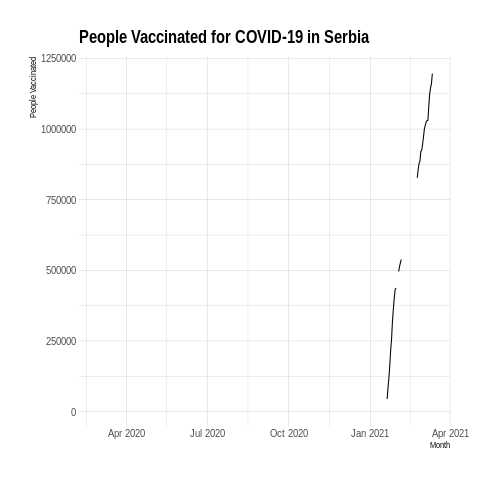 People Vaccinated for COVID-19 in Serbia
People Vaccinated
1250000
1000000
750000
500000
250000
0
Apr 2020
Jul 2020
Oct 2020
Jan 2021
Apr 2021
Month